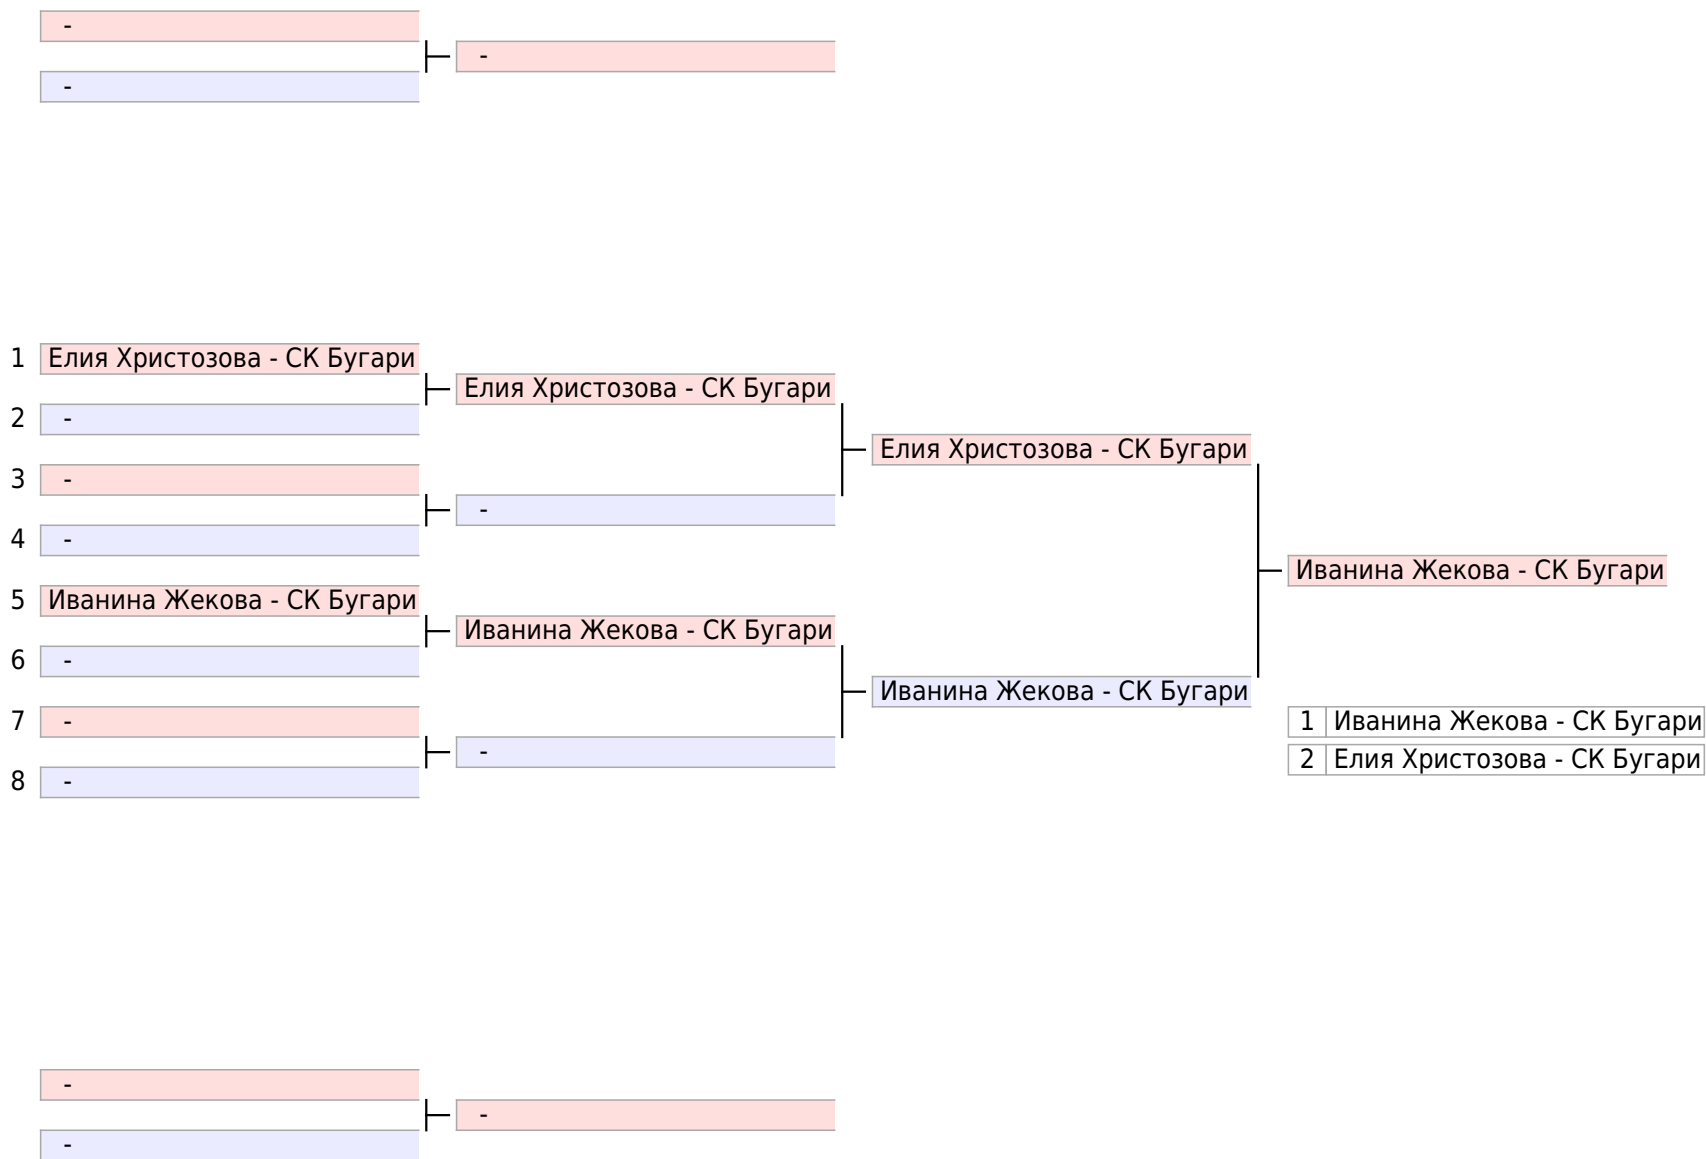 -
-
-
1 Елия Христозова - СК Бугари
Елия Христозова - СК Бугари
2 -
Елия Христозова - СК Бугари
3 -
-
4 -
Иванина Жекова - СК Бугари
5 Иванина Жекова - СК Бугари
Иванина Жекова - СК Бугари
6 -
Иванина Жекова - СК Бугари
7 -
1 Иванина Жекова - СК Бугари
-
2 Елия Христозова - СК Бугари
8 -
-
-
-